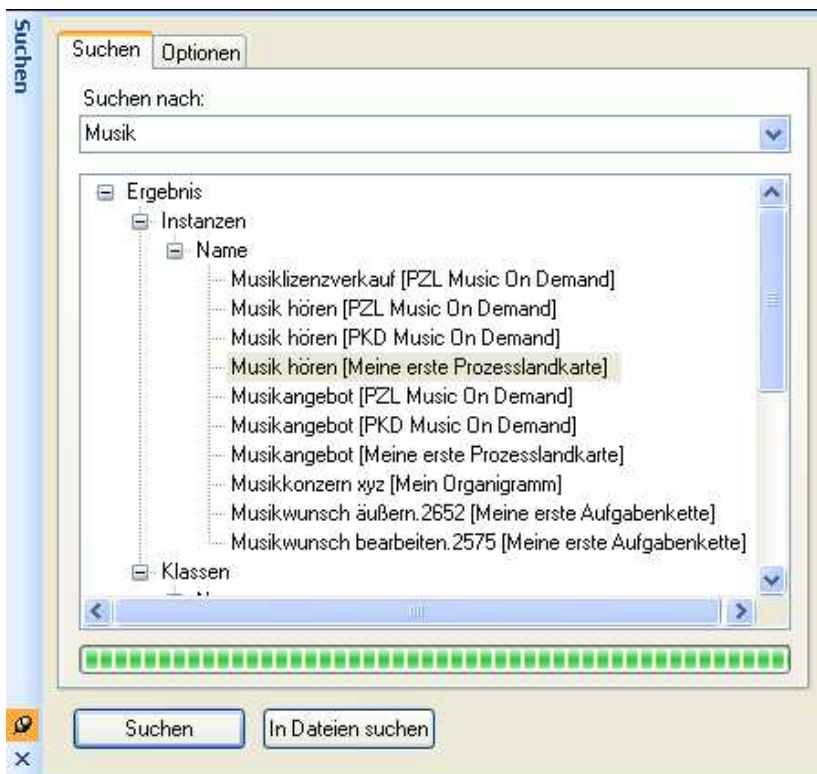 Suchen
Suchen Optionen
Suchen nach:
Musik
Ergebnis
Instanzen
Name
Musiklizenzverkauf [PZL Music On Demand]
Musik hören [PZL Music On Demand]
Musik hören [PKD Music On Demand]
Musik hören [Meine erste Prozesslandkarte]
Musikangebot [PZL Music On Demand]
Musikangebot [PKD Music On Demand]
Musikangebot [Meine erste Prozesslandkarte]
Musikkonzern xyz [Mein Organigramm]
Musikwunsch äußern.2652 [Meine erste Aufgabenkette]
Musikwunsch bearbeiten.2575 [Meine erste Aufgabenkette]
Klassen
Suchen In Dateien suchen